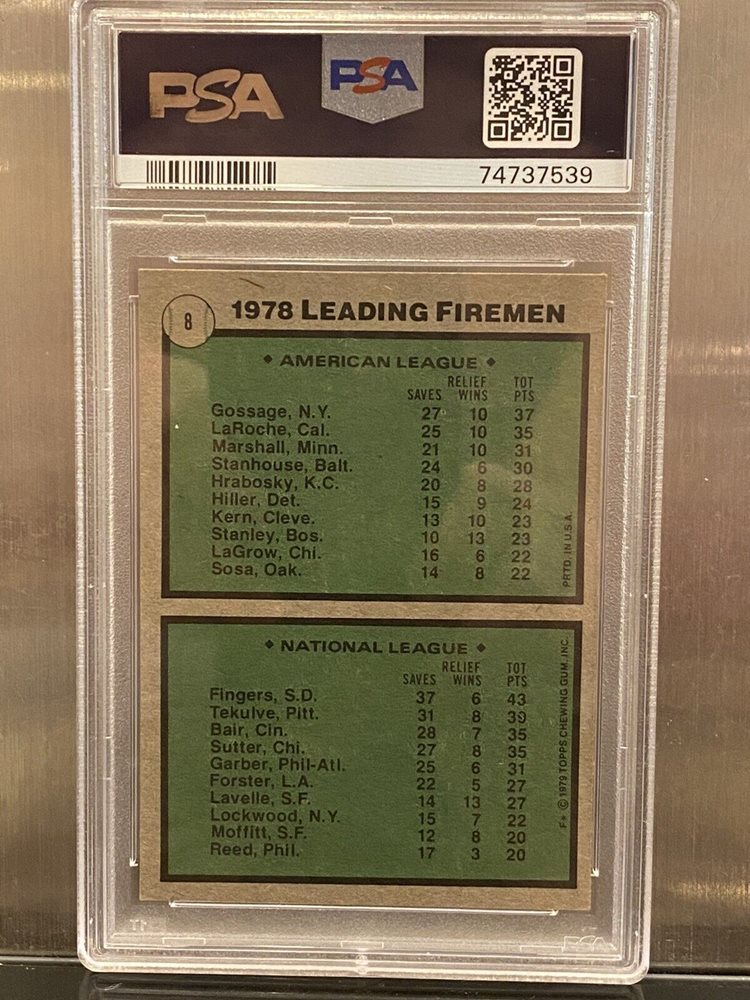 PSA PSA
74737539
8 1978 LEADING FIREMEN
◆ AMERICAN LEAGUE ◆
RELIEF TOT
SAVES WINS PTS
Gossage, N.Y. 27 10 37
LaRoche, Cal. 25 10 35
Marshall, Minn. 21 10 31
Stanhouse, Balt. 24 6 30
Hrabosky, K.C. 20 8 28
Hiller, Det. 15 9 24
Kern, Cleve. 13 10 23
Stanley, Bos. 10 13 23
LaGrow, Chi. 16 6 22
Sosa, Oak. 14 8 22
PRTD. IN U.S.A.
◆ NATIONAL LEAGUE ◆
RELIEF TOT
SAVES WINS PTS
Fingers, S.D. 37 6 43
Tekulve, Pitt. 31 8 39
Bair, Cin. 28 7 35
Sutter, Chi. 27 8 35
Garber, Phil-Atl. 25 6 31
Forster, L.A. 22 5 27
Lavelle, S.F. 14 13 27
Lockwood, N.Y. 15 7 22
Moffitt, S.F. 12 8 20
Reed, Phil. 17 3 20
F* © 1979 TOPPS CHEWING GUM, INC.
PSA